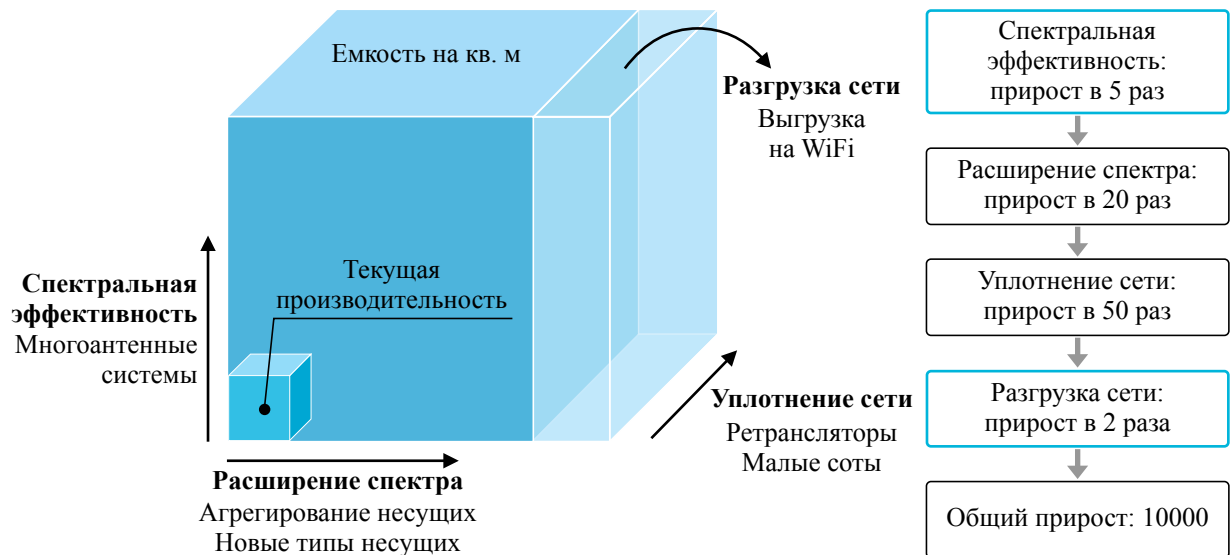 Емкость на кв. м
Разгрузка сети
Выгрузка
на WiFi
Текущая
производительность
Спектральная
эффективность
Многоантенные
системы
Уплотнение сети
Ретрансляторы
Малые соты
Расширение спектра
Агрегирование несущих
Новые типы несущих
Спектральная
эффективность:
прирост в 5 раз
Расширение спектра:
прирост в 20 раз
Уплотнение сети:
прирост в 50 раз
Разгрузка сети:
прирост в 2 раза
Общий прирост: 10000